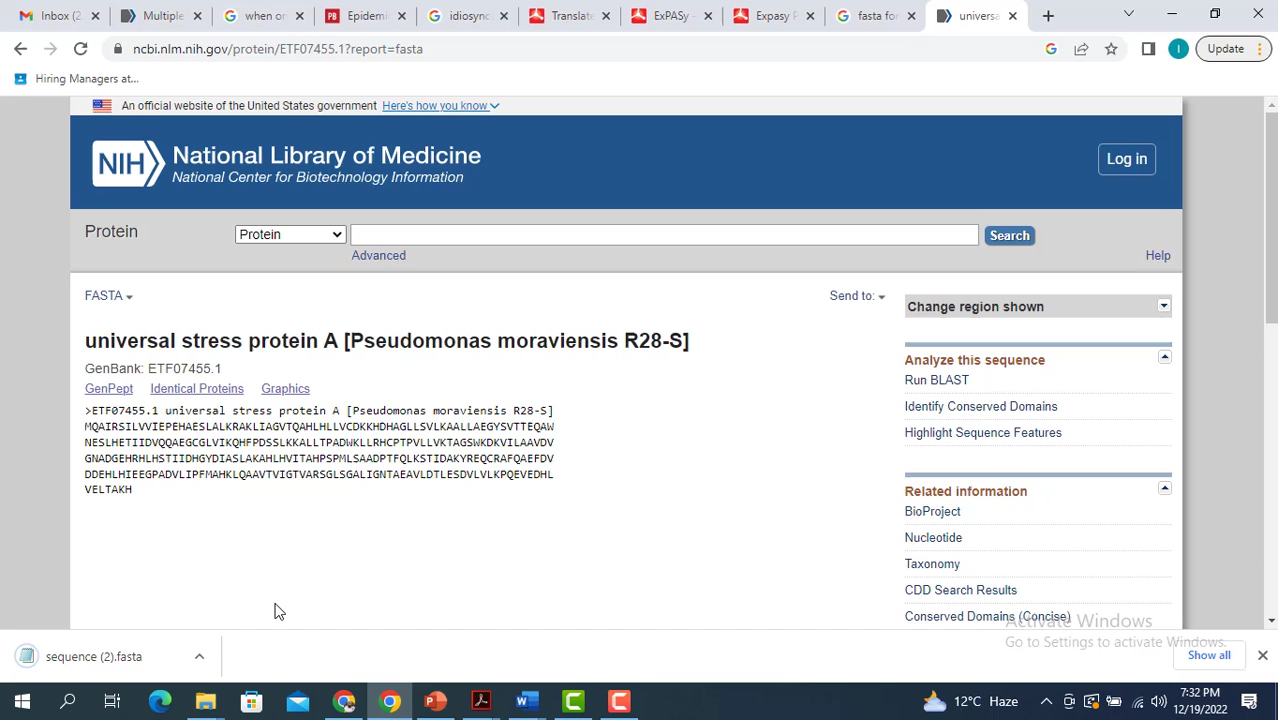 Inbox (2
Multiple
when or
Epidemi
idiosync
Translate
ExPASy -
Expasy P
fasta for
universa
ncbi.nlm.nih.gov/protein/ETF07455.1?report=fasta
Update
Hiring Managers at...
An official website of the United States government Here's how you know
NIH National Library of Medicine
National Center for Biotechnology Information
Log in
Protein
Protein
Search
Advanced
Help
FASTA
Send to:
Change region shown
universal stress protein A [Pseudomonas moraviensis R28-S]
GenBank: ETF07455.1
GenPept Identical Proteins Graphics
>ETF07455.1 universal stress protein A [Pseudomonas moraviensis R28-S]
MQAIRSILVVIEPEHAESLALKRAKLIAGVTQAHLHLLVCDKKHDHAGLLSVLKAALLAEGYSVTTEQAW
NESLHETIIDVQQAEGCGLVIKQHFPDSSLKKALLTPADWKLLRHCPTPVLLVKTAGSWKDKVILAAVDV
GNADGEHRHLHSTIIDHGYDIASLAKAHLHVITAHPSPMLSAADPTFQLKSTIDAKYREQCRAFQAEFDV
DDEHLHIEEGPADVLIPFMAHKLQAAVTVIGTVARSGLSGALIGNTAEAVLDTLESDVLVLKPQEVEDHL
VELTAKH
Analyze this sequence
Run BLAST
Identify Conserved Domains
Highlight Sequence Features
Related information
BioProject
Nucleotide
Taxonomy
CDD Search Results
Conserved Domains (Concise)
Activate Windows
Go to Settings to activate Windows.
sequence (2).fasta
Show all
12°C Haze
7:32 PM
12/19/2022